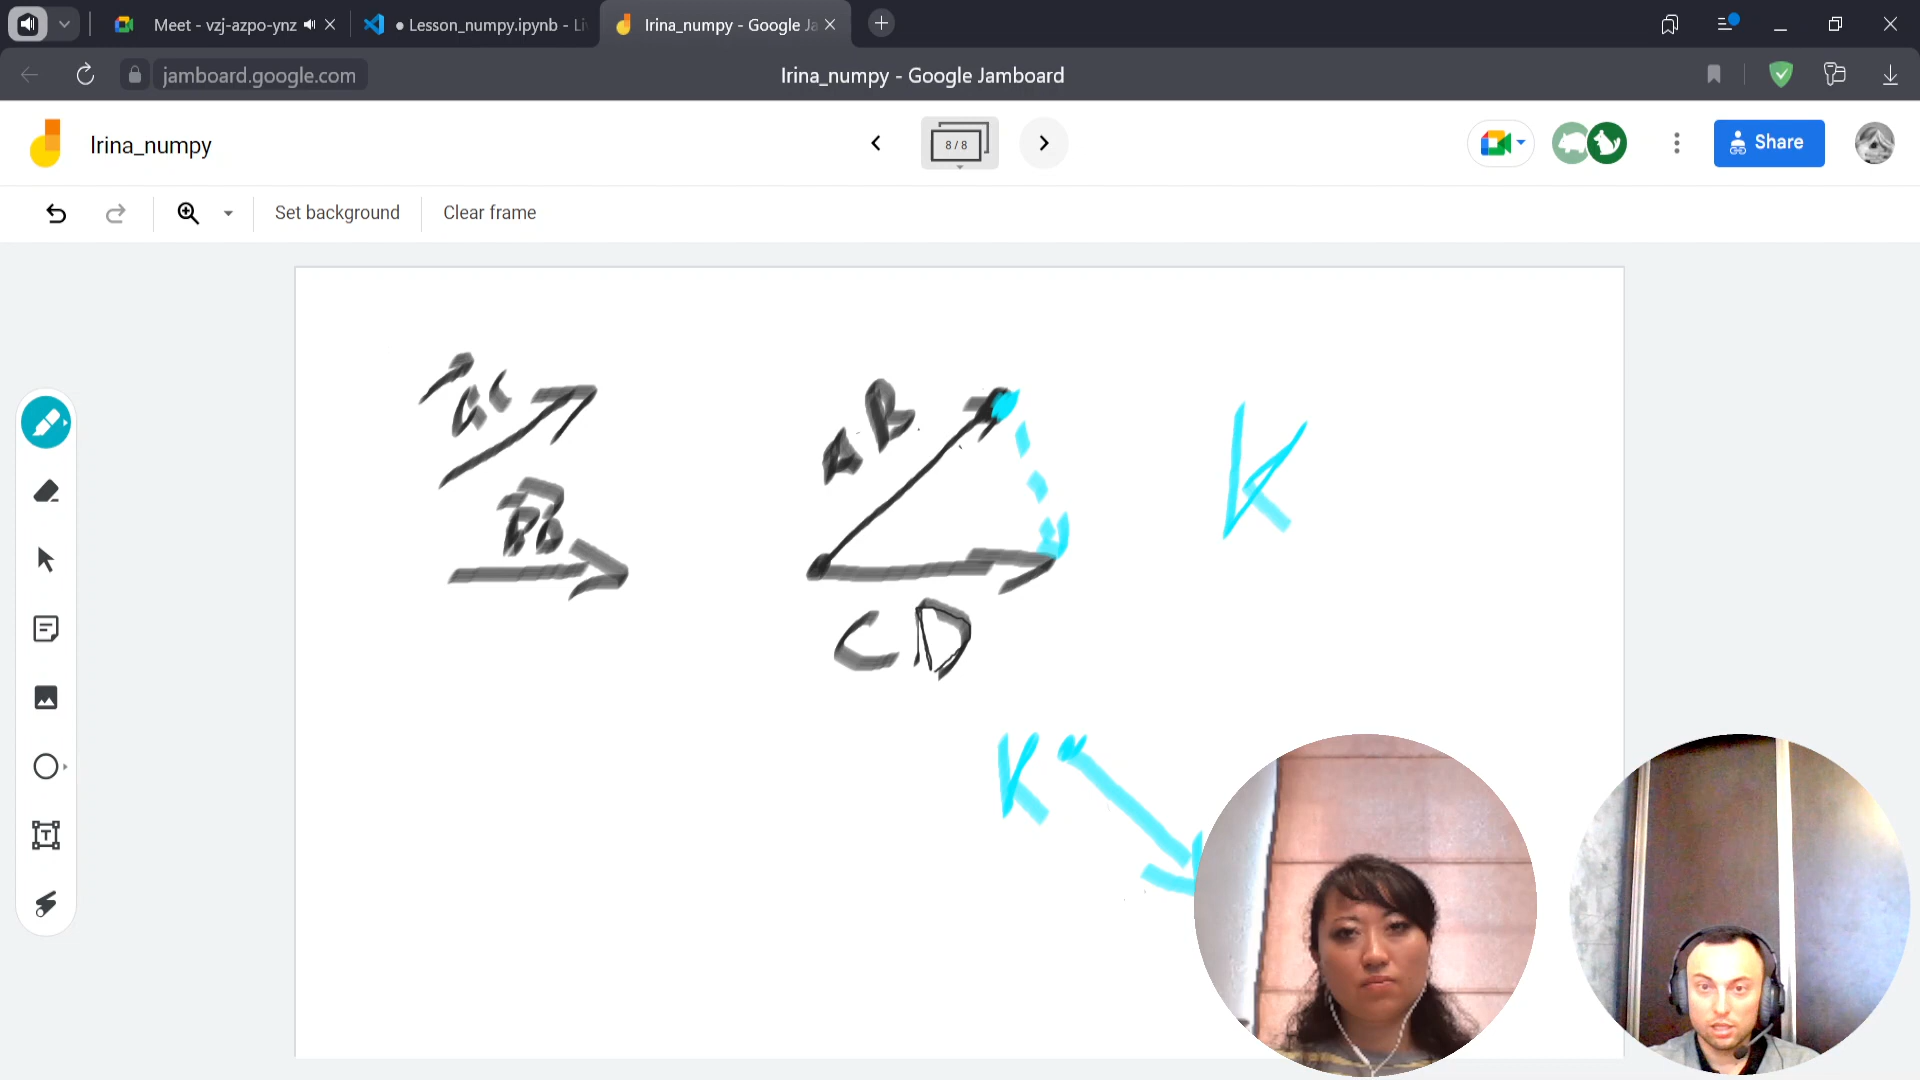 Meet - vzj-azpo-ynz
● Lesson_numpy.ipynb - Li
Irina_numpy - Google Ja
jamboard.google.com
Irina_numpy - Google Jamboard
Irina_numpy
8 / 8
Share
Set background
Clear frame
AB
K
CD
K